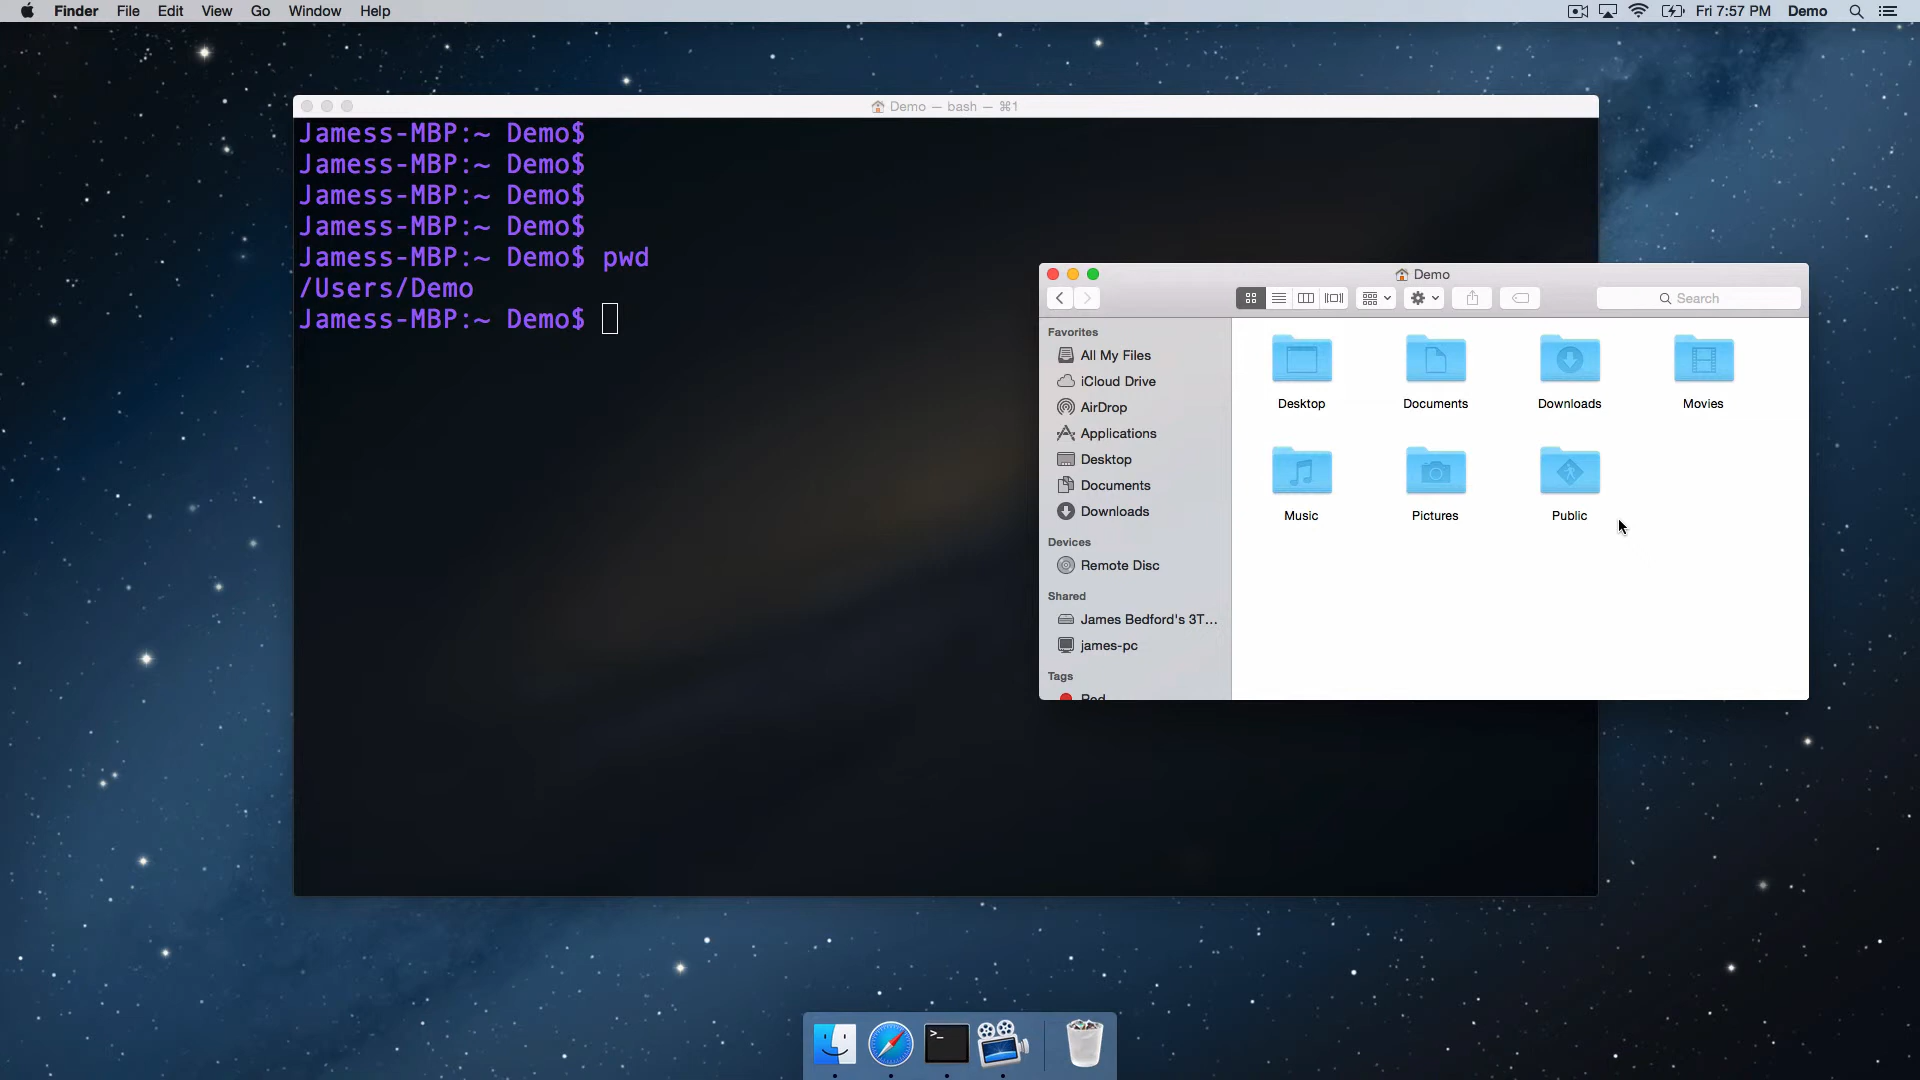 Finder File Edit View Go Window Help
Fri 7:57 PM Demo
Demo — bash — ⌘1
Jamess-MBP:~ Demo$
Jamess-MBP:~ Demo$
Jamess-MBP:~ Demo$
Jamess-MBP:~ Demo$
Jamess-MBP:~ Demo$ pwd
/Users/Demo
Jamess-MBP:~ Demo$
Demo
Search
Favorites
All My Files
iCloud Drive
AirDrop
Applications
Desktop
Documents
Downloads
Devices
Remote Disc
Shared
James Bedford's 3T...
james-pc
Tags
Red
Desktop Documents Downloads Movies
Music Pictures Public
>_